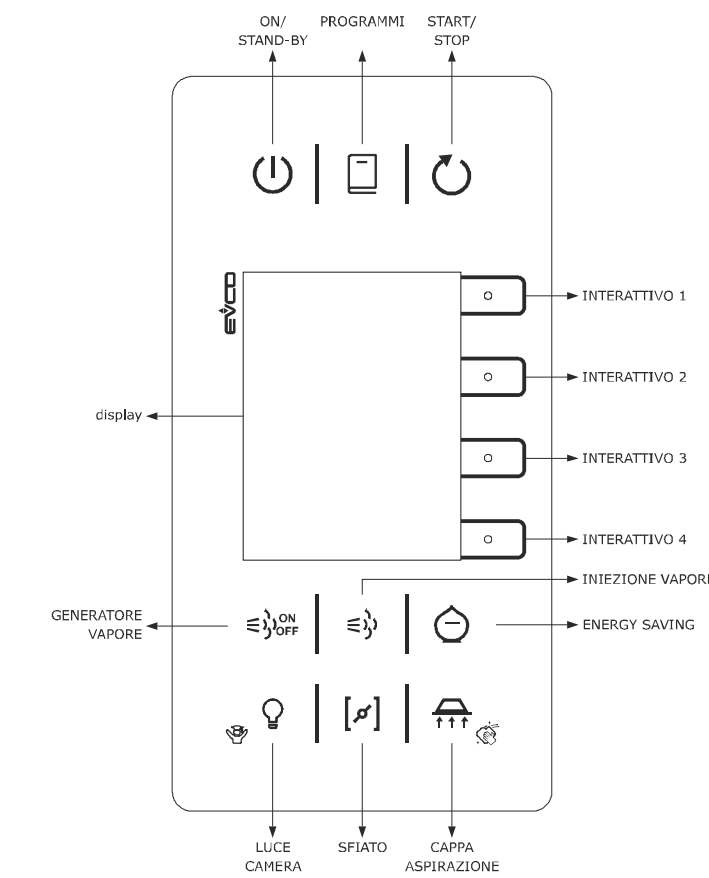 ON/
STAND-BY
PROGRAMMI
START/
STOP
EVCO
INTERATTIVO 1
INTERATTIVO 2
display
INTERATTIVO 3
INTERATTIVO 4
INIEZIONE VAPORE
GENERATORE
VAPORE
ON
OFF
ENERGY SAVING
LUCE
CAMERA
SFIATO
CAPPA
ASPIRAZIONE